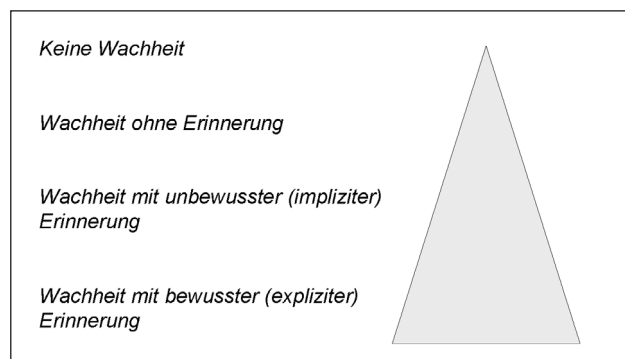 Keine Wachheit
Wachheit ohne Erinnerung
Wachheit mit unbewusster (impliziter)
Erinnerung
Wachheit mit bewusster (expliziter)
Erinnerung